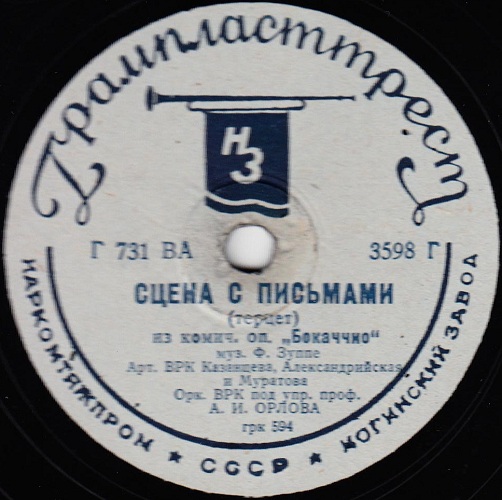 Грампласттрест
НЗ
Г 731 ВА
3598 Г
СЦЕНА С ПИСЬМАМИ
(терцет)
из комич. оп. „Бокаччио"
муз. Ф. Зуппе
Арт. ВРК Казанцева, Александрийская
и Муратова
Орк. ВРК под упр. проф.
А. И. ОРЛОВА
грк 594
НАРКОМТЯЖПРОМ ★ СССР ★ НОГИНСКИЙ ЗАВОД